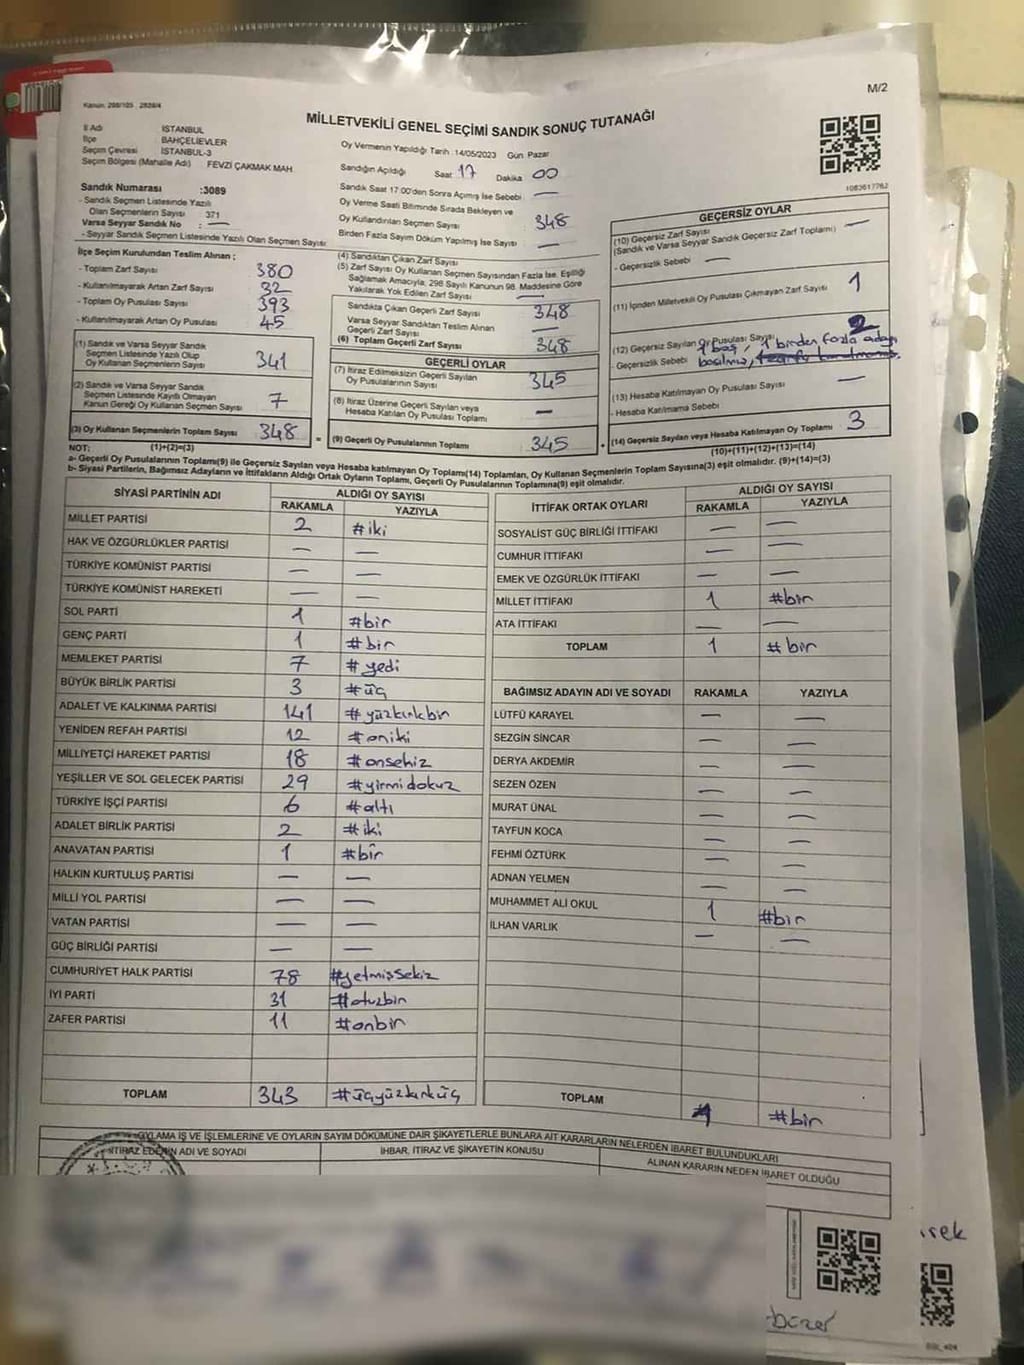 M/2
Kanun: 298/105 , 2839/4
MİLLETVEKİLİ GENEL SEÇİMİ SANDIK SONUÇ TUTANAĞI
İl Adı İSTANBUL
İlçe BAHÇELİEVLER
Seçim Çevresi İSTANBUL-3
Seçim Bölgesi (Mahalle Adı) FEVZİ ÇAKMAK MAH
Sandık Numarası :3089
- Sandık Seçmen Listesinde Yazılı
Olan Seçmenlerin Sayısı 371
Varsa Seyyar Sandık No : —
- Seyyar Sandık Seçmen Listesinde Yazılı Olan Seçmen Sayısı:
Oy Vermenin Yapıldığı Tarih : 14/05/2023 Gün Pazar
Sandığın Açıldığı Saat 17 Dakika 00
Sandık Saat 17:00'den Sonra Açılmış İse Sebebi —
Oy Verme Saati Bitiminde Sırada Bekleyen ve
Oy Kullandırılan Seçmen Sayısı 348
Birden Fazla Sayım Döküm Yapılmış İse Sayısı —
1083617762
İlçe Seçim Kurulundan Teslim Alınan ;
- Toplam Zarf Sayısı 380
- Kullanılmayarak Artan Zarf Sayısı 32
- Toplam Oy Pusulası Sayısı 393
- Kullanılmayarak Artan Oy Pusulası 45
(1) Sandık ve Varsa Seyyar Sandık
Seçmen Listesinde Yazılı Olup
Oy Kullanan Seçmenlerin Sayısı 341
(2) Sandık ve Varsa Seyyar Sandık
Seçmen Listesinde Kayıtlı Olmayan
Kanun Gereği Oy Kullanan Seçmen Sayısı 7
(3) Oy Kullanan Seçmenlerin Toplam Sayısı 348
(4) Sandıktan Çıkan Zarf Sayısı
(5) Zarf Sayısı Oy Kullanan Seçmen Sayısından Fazla İse, Eşitliği
Sağlamak Amacıyla, 298 Sayılı Kanunun 98. Maddesine Göre
Yakılarak Yok Edilen Zarf Sayısı —
Sandıkta Çıkan Geçerli Zarf Sayısı 348
Varsa Seyyar Sandıktan Teslim Alınan
Geçerli Zarf Sayısı —
(6) Toplam Geçerli Zarf Sayısı 348
GEÇERLİ OYLAR
(7) İtiraz Edilmeksizin Geçerli Sayılan
Oy Pusulalarının Sayısı 345
(8) İtiraz Üzerine Geçerli Sayılan veya
Hesaba Katılan Oy Pusulası Toplamı —
= (9) Geçerli Oy Pusulalarının Toplamı 345
GEÇERSİZ OYLAR
(10) Geçersiz Zarf Sayısı —
(Sandık ve Varsa Seyyar Sandık Geçersiz Zarf Toplamı)
- Geçersizlik Sebebi —
(11) İçinden Milletvekili Oy Pusulası Çıkmayan Zarf Sayısı 1
(12) Geçersiz Sayılan Oy Pusulası Sayısı 2
- Geçersizlik Sebebi 1 boş, 1 birden fazla adayı
basılmış,
(13) Hesaba Katılmayan Oy Pusulası Sayısı —
- Hesaba Katılmama Sebebi
+ (14) Geçersiz Sayılan veya Hesaba Katılmayan Oy Toplamı 3
NOT: (1)+(2)=(3) (10)+(11)+(12)+(13)=(14)
a- Geçerli Oy Pusulalarının Toplamı(9) ile Geçersiz Sayılan veya Hesaba katılmayan Oy Toplamı(14) Toplamları, Oy Kullanan Seçmenlerin Toplam Sayısına(3) eşit olmalıdır. (9)+(14)=(3)
b- Siyasi Partilerin, Bağımsız Adayların ve İttifakların Aldığı Ortak Oyların Toplamı, Geçerli Oy Pusulalarının Toplamına(9) eşit olmalıdır.
SİYASİ PARTİNİN ADI ALDIĞI OY SAYISI
RAKAMLA YAZIYLA
MİLLET PARTİSİ 2 #iki
HAK VE ÖZGÜRLÜKLER PARTİSİ — —
TÜRKİYE KOMÜNİST PARTİSİ — —
TÜRKİYE KOMÜNİST HAREKETİ — —
SOL PARTİ 1 #bir
GENÇ PARTİ 1 #bir
MEMLEKET PARTİSİ 7 #yedi
BÜYÜK BİRLİK PARTİSİ 3 #üç
ADALET VE KALKINMA PARTİSİ 141 #yüzkırkbir
YENİDEN REFAH PARTİSİ 12 #oniki
MİLLİYETÇİ HAREKET PARTİSİ 18 #onsekiz
YEŞİLLER VE SOL GELECEK PARTİSİ 29 #yirmidokuz
TÜRKİYE İŞÇİ PARTİSİ 6 #altı
ADALET BİRLİK PARTİSİ 2 #iki
ANAVATAN PARTİSİ 1 #bir
HALKIN KURTULUŞ PARTİSİ — —
MİLLİ YOL PARTİSİ — —
VATAN PARTİSİ — —
GÜÇ BİRLİĞİ PARTİSİ — —
CUMHURİYET HALK PARTİSİ 78 #yetmişsekiz
İYİ PARTİ 31 #otuzbir
ZAFER PARTİSİ 11 #onbir
TOPLAM 343 #üçyüzkırküç
İTTİFAK ORTAK OYLARI ALDIĞI OY SAYISI
RAKAMLA YAZIYLA
SOSYALİST GÜÇ BİRLİĞİ İTTİFAKI — —
CUMHUR İTTİFAKI — —
EMEK VE ÖZGÜRLÜK İTTİFAKI — —
MİLLET İTTİFAKI 1 #bir
ATA İTTİFAKI — —
TOPLAM 1 #bir
BAĞIMSIZ ADAYIN ADI VE SOYADI RAKAMLA YAZIYLA
LÜTFÜ KARAYEL — —
SEZGİN SİNCAR — —
DERYA AKDEMİR — —
SEZEN ÖZEN — —
MURAT ÜNAL — —
TAYFUN KOCA — —
FEHMİ ÖZTÜRK — —
ADNAN YELMEN — —
MUHAMMET ALİ OKUL 1 #bir
İLHAN VARLIK — —
TOPLAM 1 #bir
OYLAMA İŞ VE İŞLEMLERİNE VE OYLARIN SAYIM DÖKÜMÜNE DAİR ŞİKAYETLERLE BUNLARA AİT KARARLARIN NELERDEN İBARET BULUNDUKLARI
İTİRAZ EDENİN ADI VE SOYADI İHBAR, İTİRAZ VE ŞİKAYETİN KONUSU ALINAN KARARIN NEDEN İBARET OLDUĞU